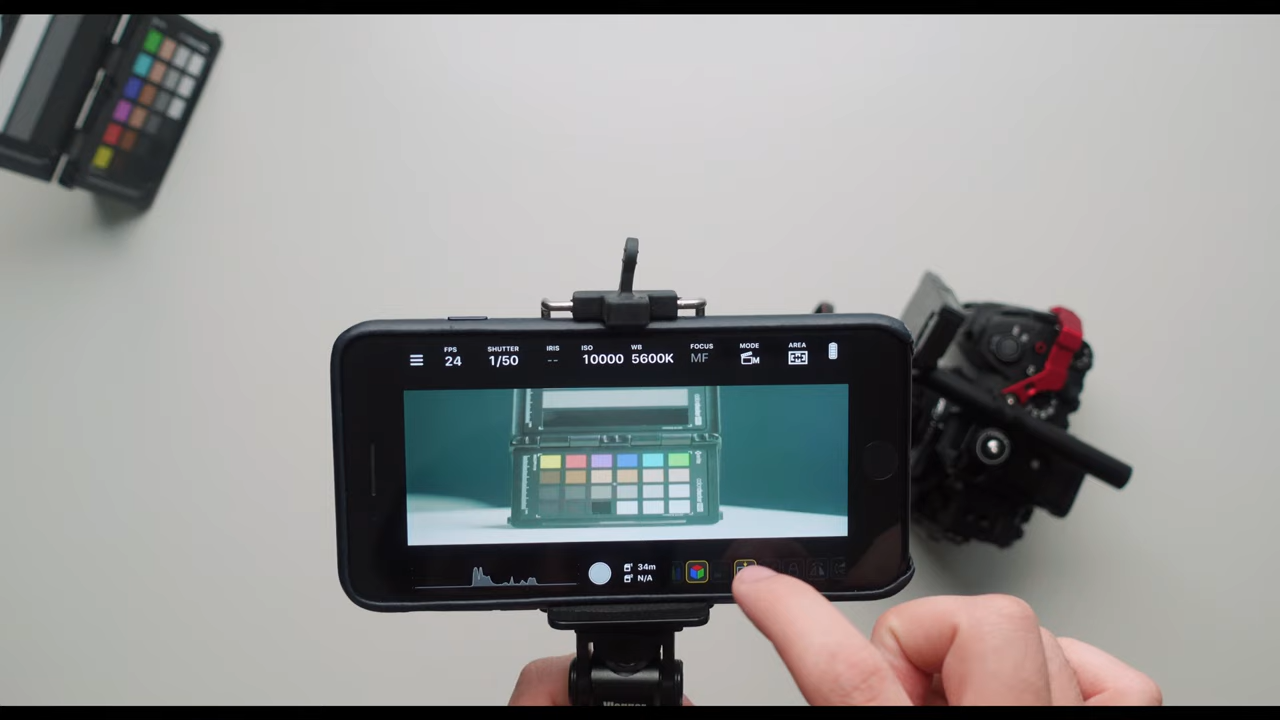 FPS SHUTTER IRIS ISO WB FOCUS MODE AREA
24 1/50 -- 10000 5600K MF M
34m
N/A